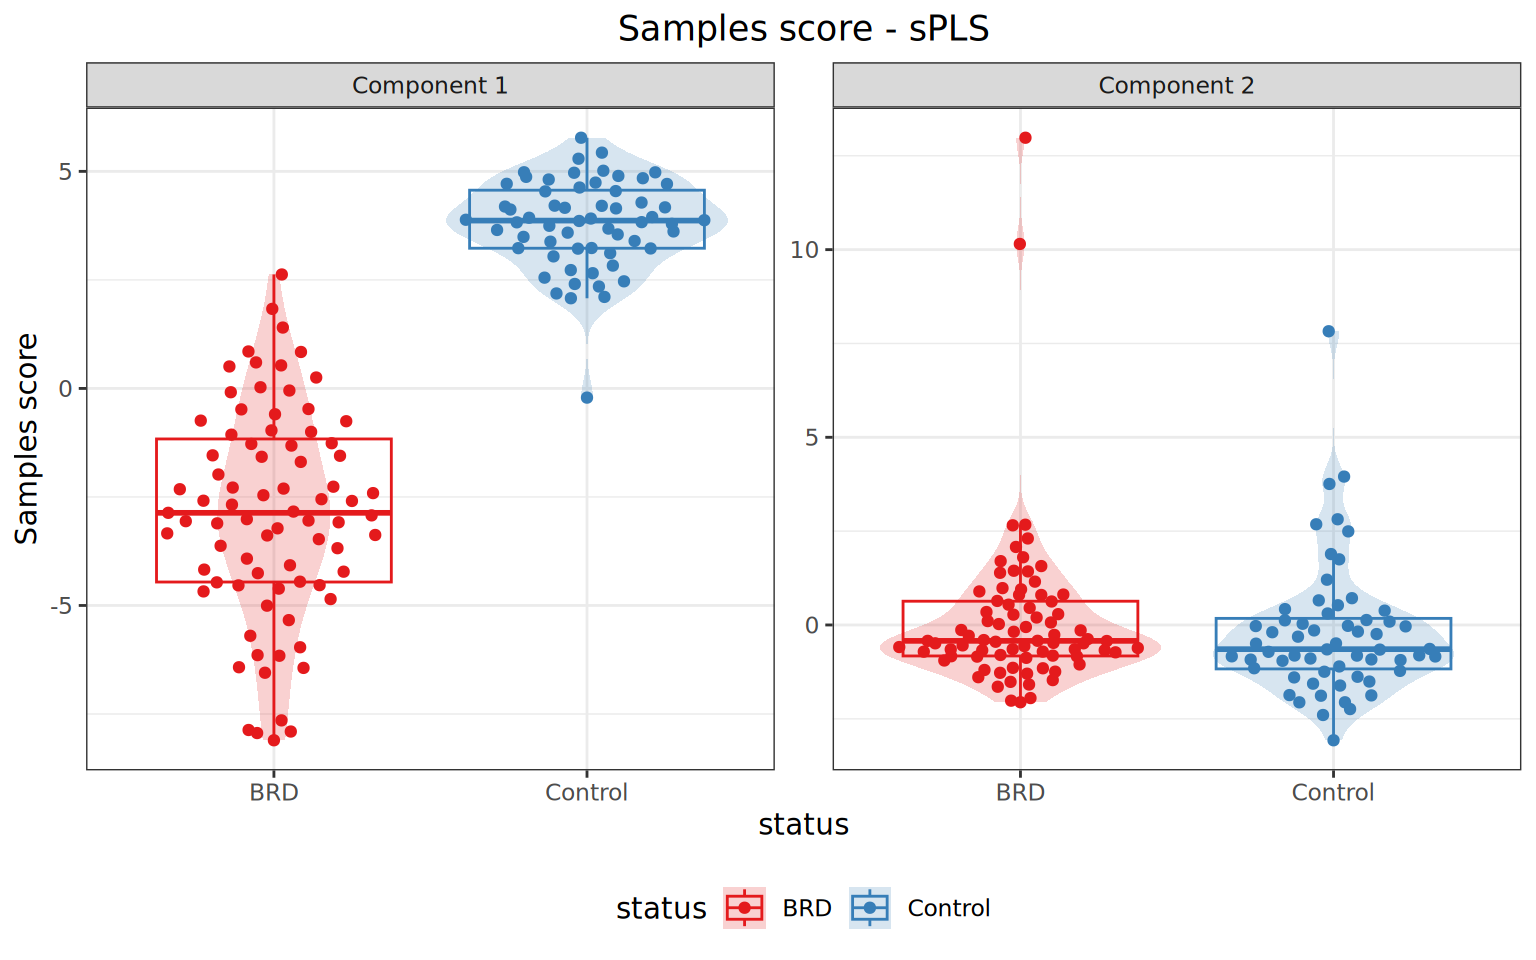 Samples score - sPLS
Component 1
Component 2
Samples score
5
0
-5
10
5
0
BRD
Control
BRD
Control
status
status
BRD
Control